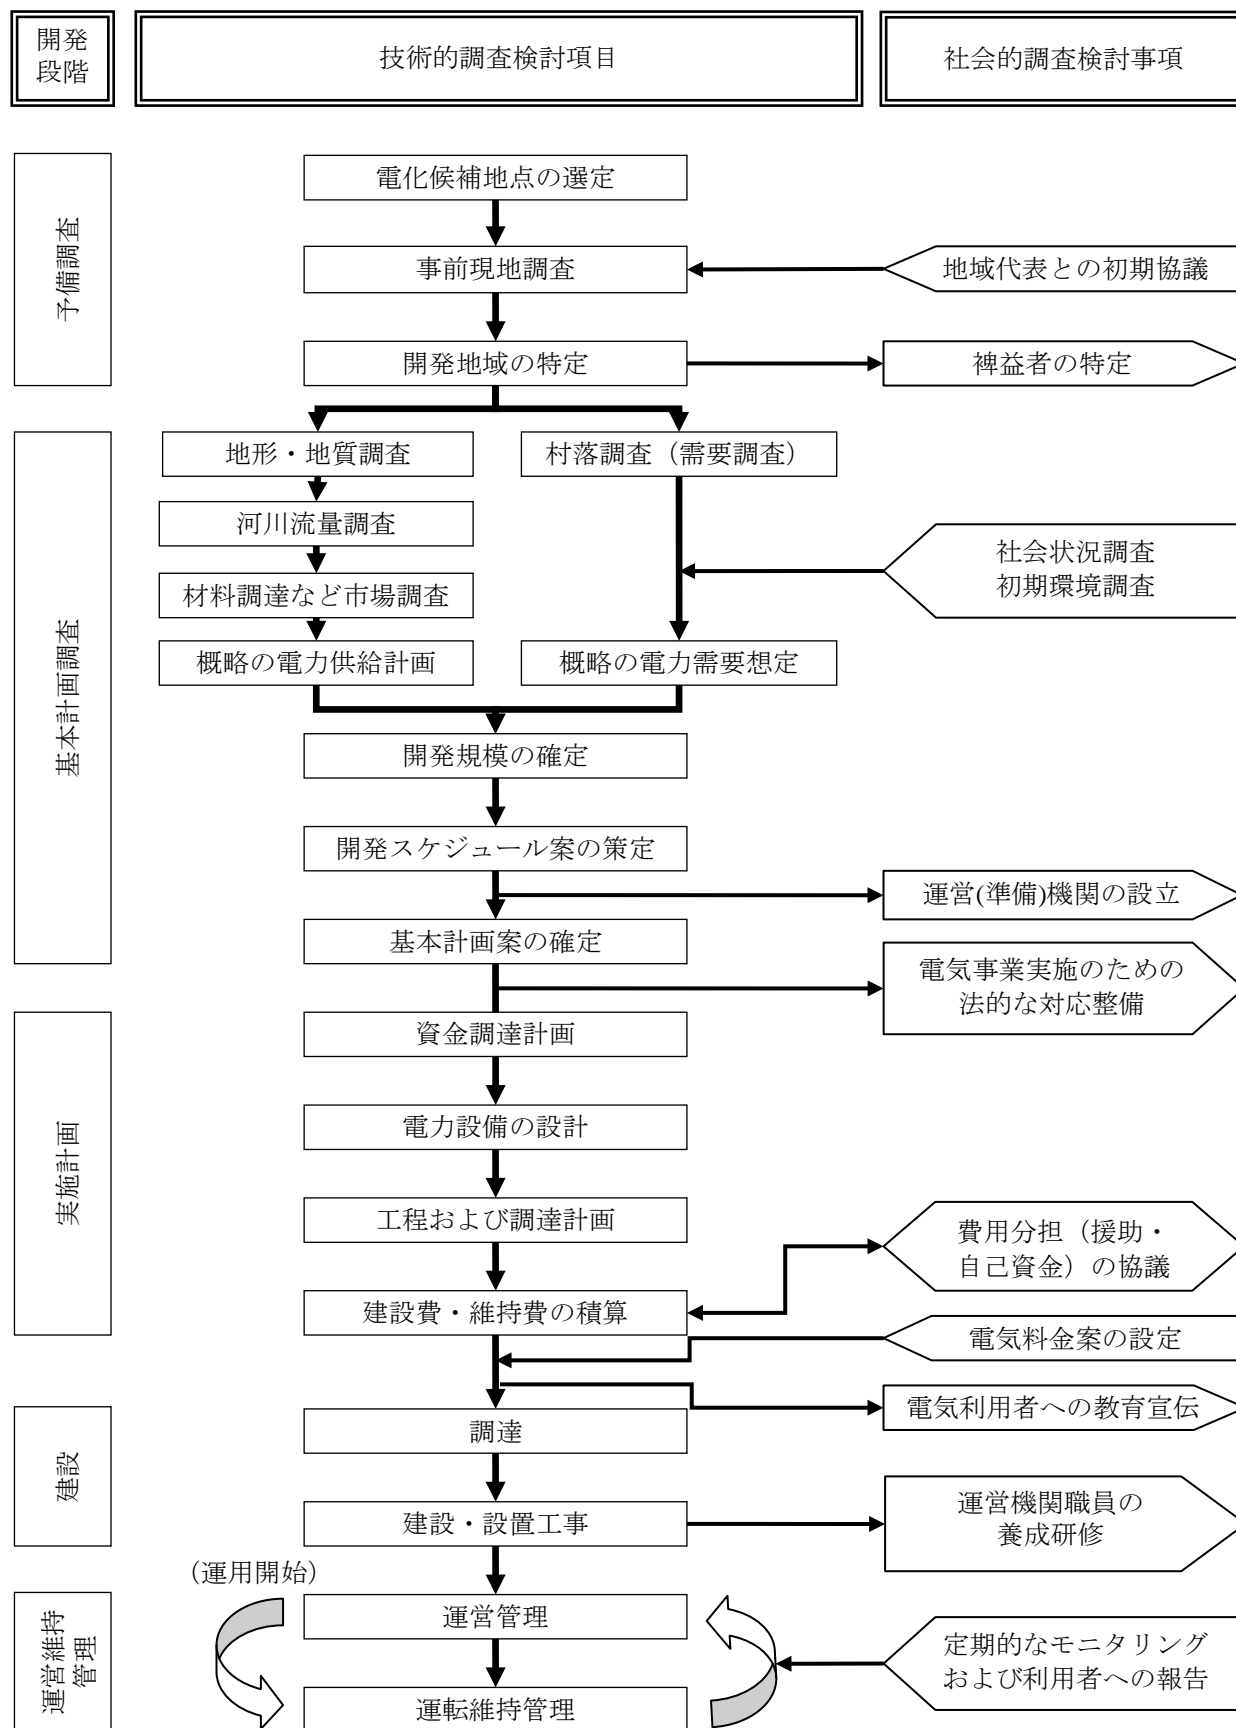 開発
段階
技術的調査検討項目
社会的調査検討事項
予備調査
電化候補地点の選定
事前現地調査
地域代表との初期協議
開発地域の特定
裨益者の特定
基本計画調査
地形・地質調査
村落調査（需要調査）
河川流量調査
社会状況調査
初期環境調査
材料調達など市場調査
概略の電力供給計画
概略の電力需要想定
開発規模の確定
開発スケジュール案の策定
運営(準備)機関の設立
基本計画案の確定
電気事業実施のための
法的な対応整備
実施計画
資金調達計画
電力設備の設計
工程および調達計画
費用分担（援助・
自己資金）の協議
建設費・維持費の積算
電気料金案の設定
電気利用者への教育宣伝
建設
調達
建設・設置工事
運営機関職員の
養成研修
（運用開始）
運営維持
管理
運営管理
定期的なモニタリング
および利用者への報告
運転維持管理